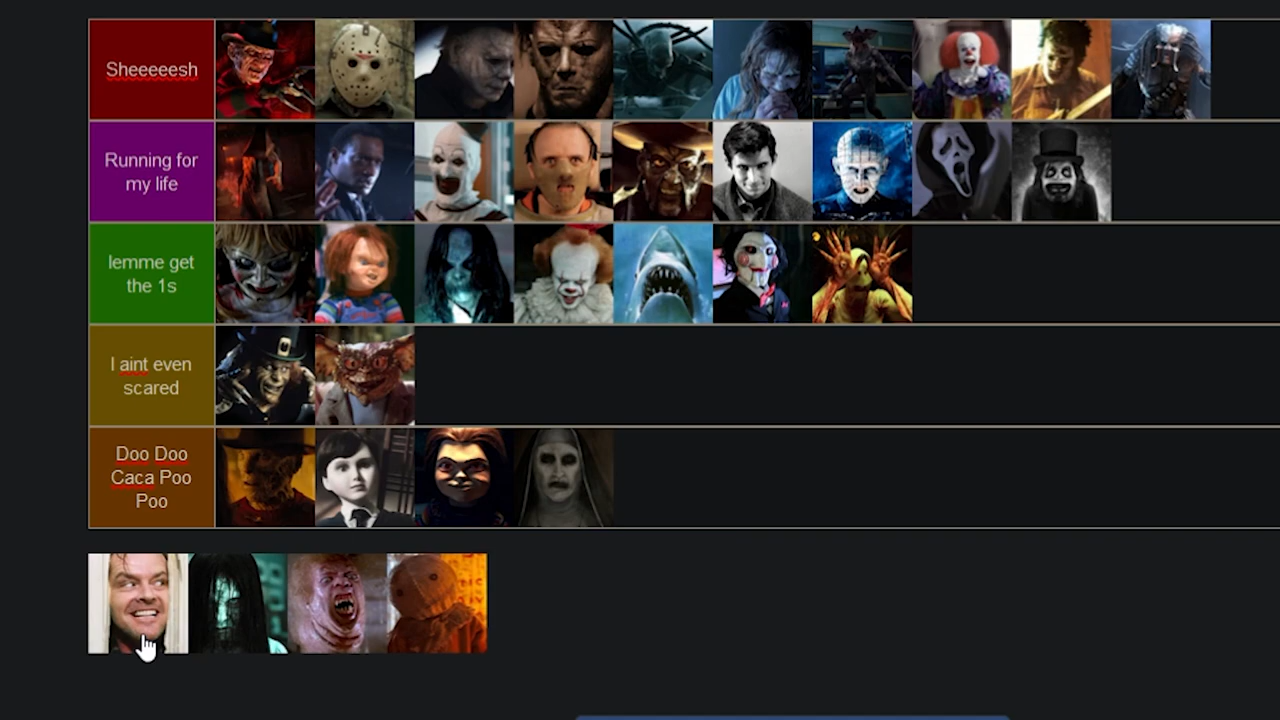 Sheeeeesh
Running for
my life
lemme get
the 1s
I aint even
scared
Doo Doo
Caca Poo
Poo